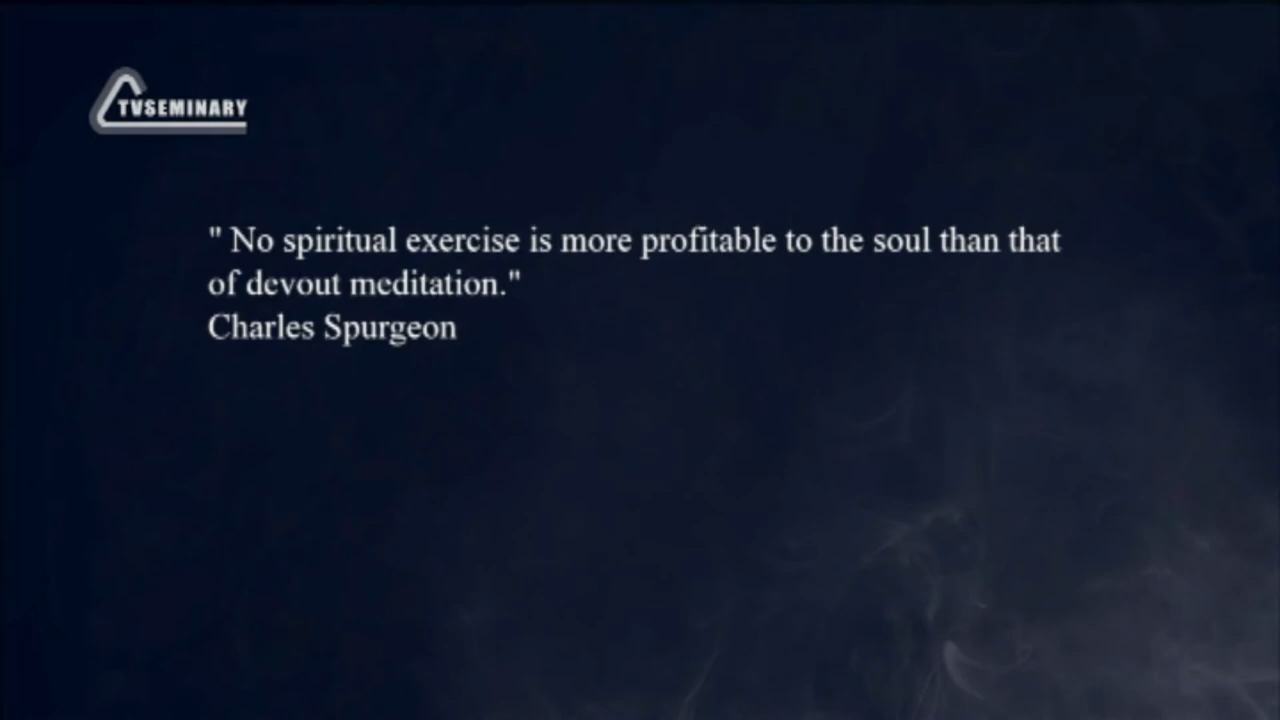 TVSEMINARY
" No spiritual exercise is more profitable to the soul than that
of devout meditation."
Charles Spurgeon